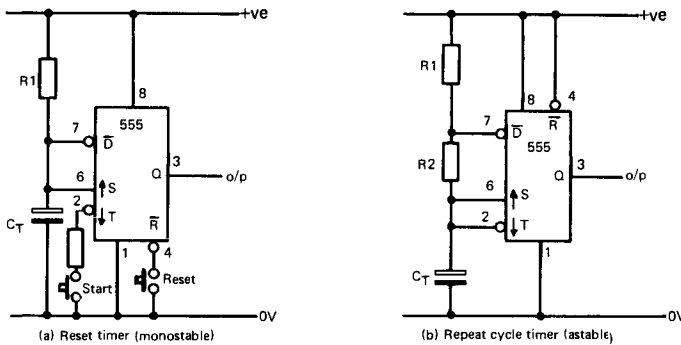 +ve
R1
8
7
D̅
555
3
Q
o/p
6
S
2
T
CT
R̅
1
4
Start
Reset
0V
(a) Reset timer (monostable)
+ve
R1
8
4
7
D̅
R̅
555
R2
3
Q
o/p
6
S
2
T
1
CT
0V
(b) Repeat cycle timer (astable)